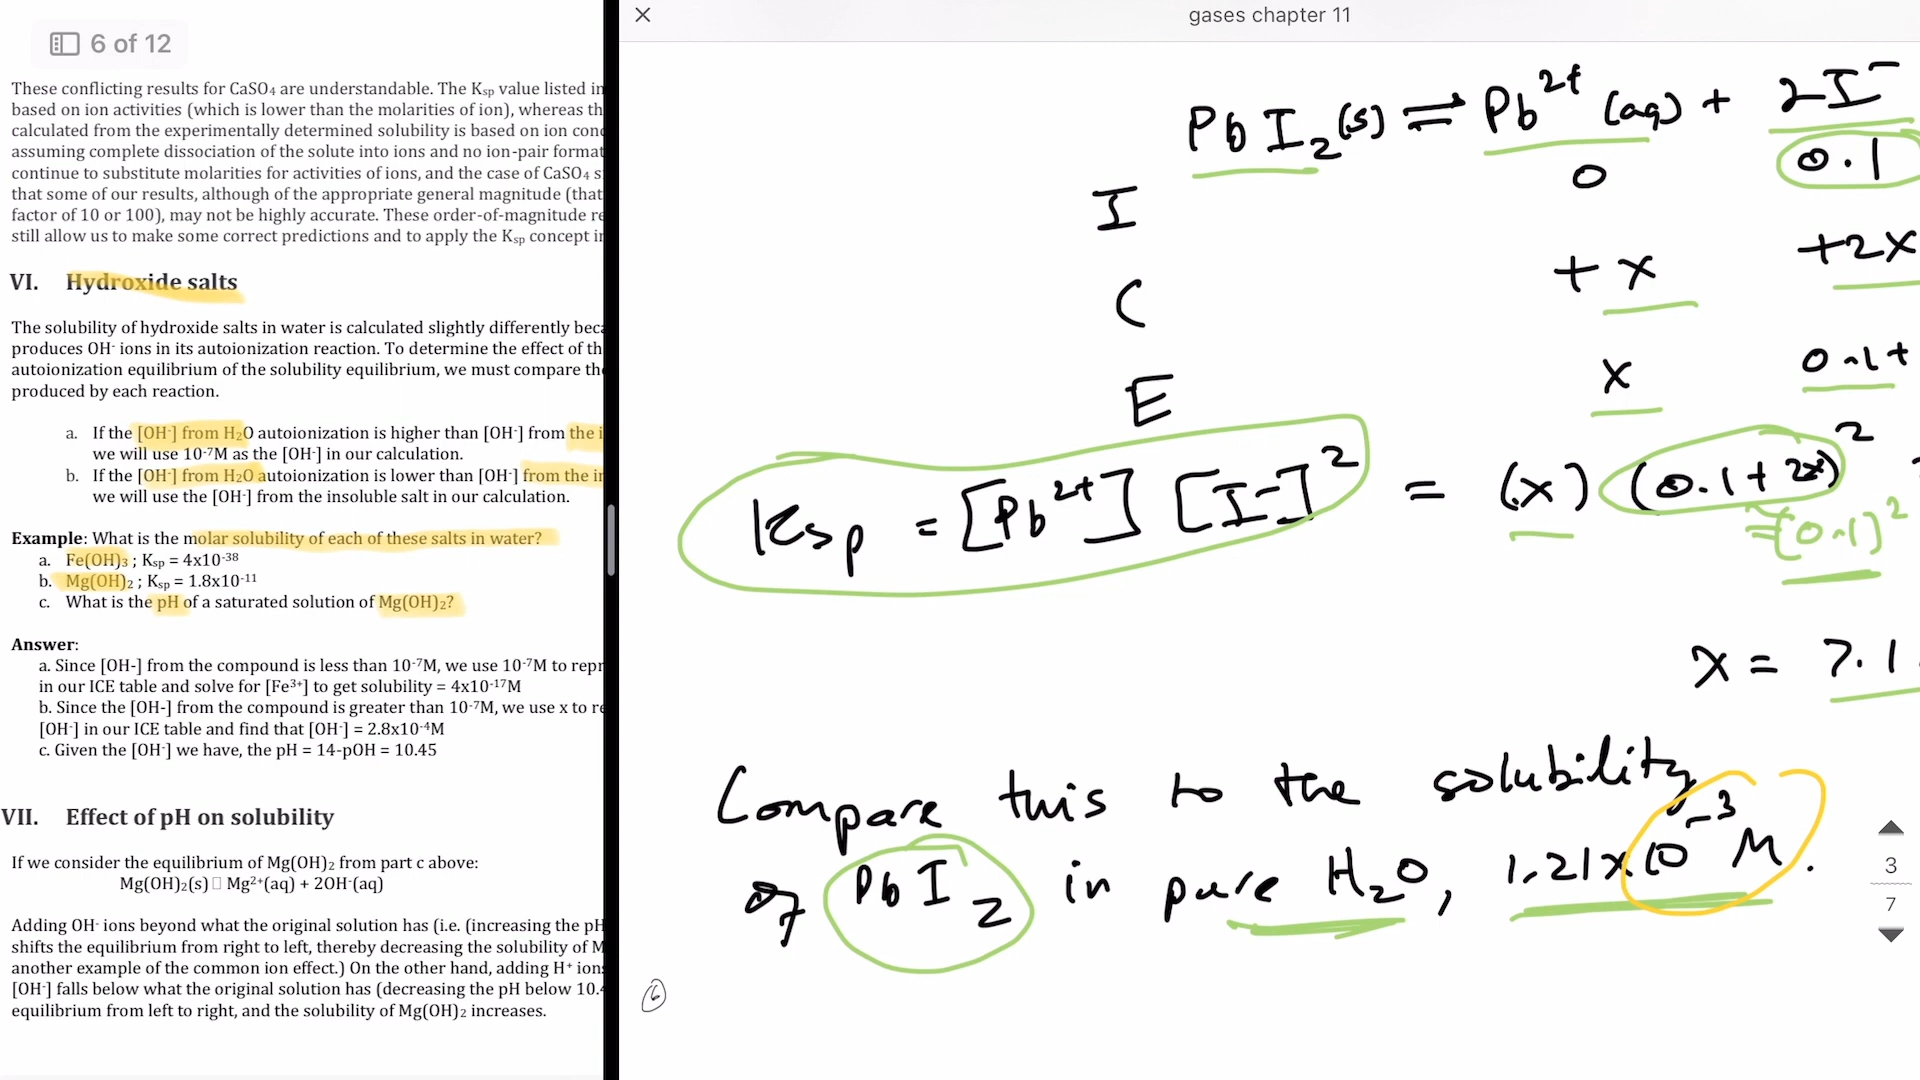 6 of 12
These conflicting results for CaSO4 are understandable. The Ksp value listed in
based on ion activities (which is lower than the molarities of ion), whereas th
calculated from the experimentally determined solubility is based on ion con
assuming complete dissociation of the solute into ions and no ion-pair format
continue to substitute molarities for activities of ions, and the case of CaSO4 s
that some of our results, although of the appropriate general magnitude (that
factor of 10 or 100), may not be highly accurate. These order-of-magnitude re
still allow us to make some correct predictions and to apply the Ksp concept in
VI. Hydroxide salts
The solubility of hydroxide salts in water is calculated slightly differently beca
produces OH- ions in its autoionization reaction. To determine the effect of th
autoionization equilibrium of the solubility equilibrium, we must compare the
produced by each reaction.
a. If the [OH-] from H2O autoionization is higher than [OH-] from the i
we will use 10-7M as the [OH-] in our calculation.
b. If the [OH-] from H2O autoionization is lower than [OH-] from the in
we will use the [OH-] from the insoluble salt in our calculation.
Example: What is the molar solubility of each of these salts in water?
a. Fe(OH)3 ; Ksp = 4x10-38
b. Mg(OH)2 ; Ksp = 1.8x10-11
c. What is the pH of a saturated solution of Mg(OH)2?
Answer:
a. Since [OH-] from the compound is less than 10-7M, we use 10-7M to repr
in our ICE table and solve for [Fe3+] to get solubility = 4x10-17M
b. Since the [OH-] from the compound is greater than 10-7M, we use x to re
[OH-] in our ICE table and find that [OH-] = 2.8x10-4M
c. Given the [OH-] we have, the pH = 14-pOH = 10.45
VII. Effect of pH on solubility
If we consider the equilibrium of Mg(OH)2 from part c above:
Mg(OH)2(s) □ Mg2+(aq) + 2OH-(aq)
Adding OH- ions beyond what the original solution has (i.e. (increasing the pH
shifts the equilibrium from right to left, thereby decreasing the solubility of M
another example of the common ion effect.) On the other hand, adding H+ ion
[OH-] falls below what the original solution has (decreasing the pH below 10.4
equilibrium from left to right, and the solubility of Mg(OH)2 increases.
gases chapter 11
PbI2(s) ⇌ Pb2+ (aq) + 2I-
I 0 0.1
C +x +2x
E x 0.1+
Ksp = [Pb2+] [I-]2 = (x) (0.1+2x)2
=(0.1)2
x = 7.1
Compare this to the solubility
of PbI2 in pure H2O, 1.21x10-3 M.
6
3
7